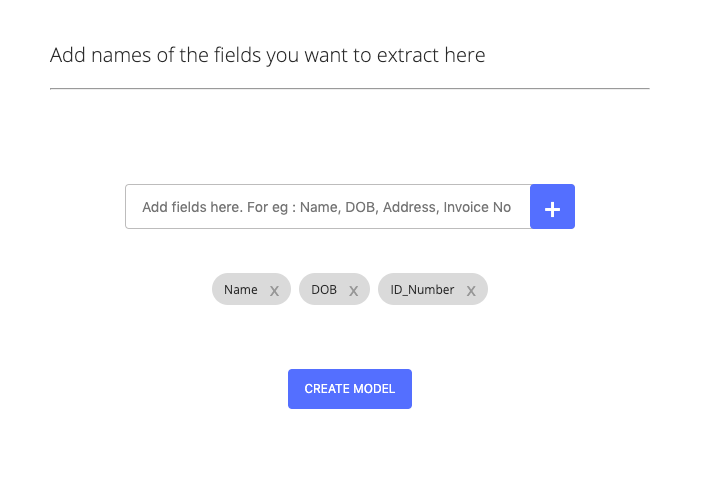 Add names of the fields you want to extract here
Add fields here. For eg : Name, DOB, Address, Invoice No +
Name x DOB x ID_Number x
CREATE MODEL